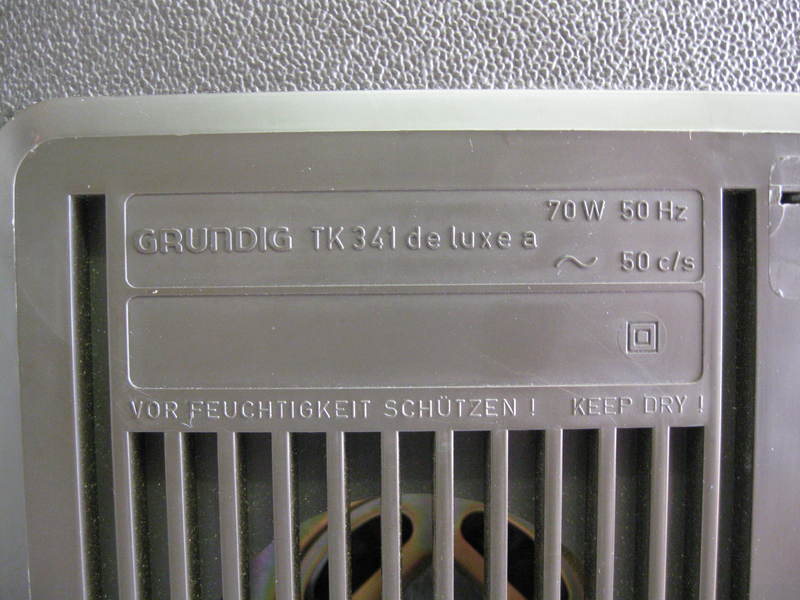 70 W 50 Hz
GRUNDIG TK 341 de luxe a
~ 50 c/s
VOR FEUCHTIGKEIT SCHÜTZEN ! KEEP DRY !